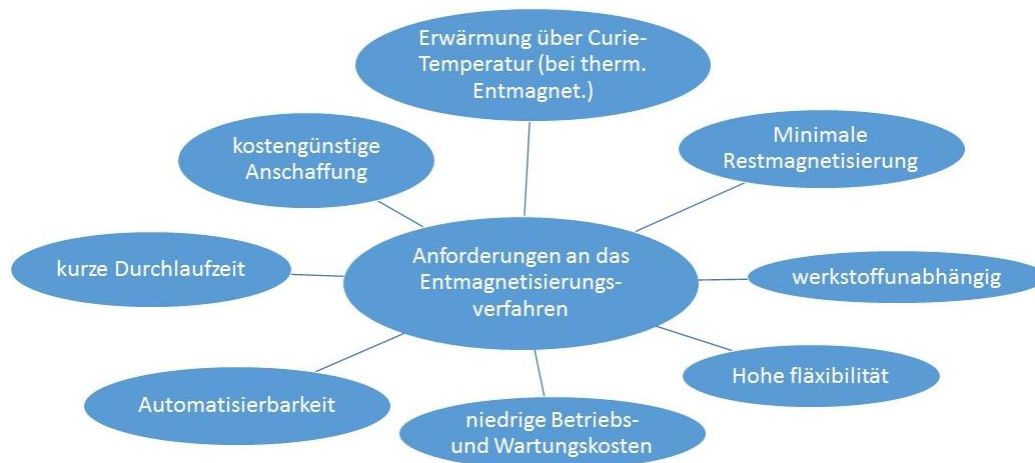 Erwärmung über Curie-
Temperatur (bei therm.
Entmagnet.)
Minimale
Restmagnetisierung
kostengünstige
Anschaffung
Anforderungen an das
Entmagnetisierungs-
verfahren
kurze Durchlaufzeit
werkstoffunabhängig
Hohe fläxibilität
Automatisierbarkeit
niedrige Betriebs-
und Wartungskosten